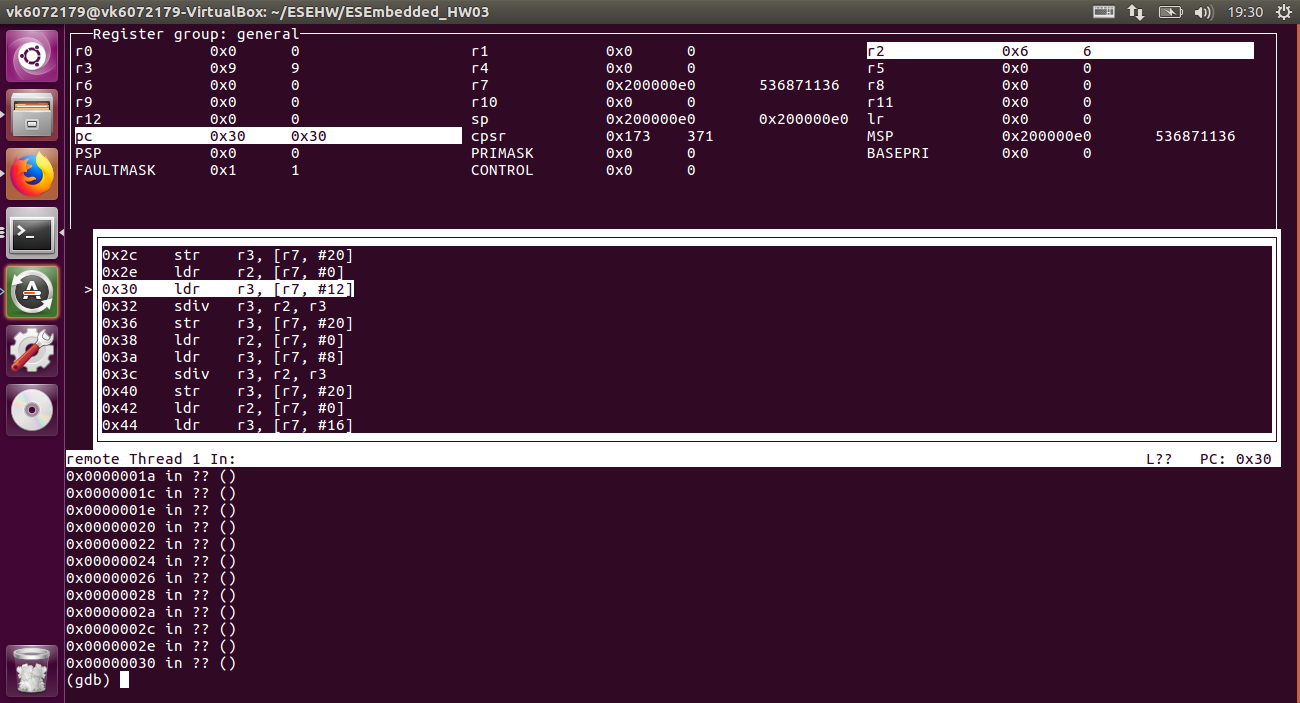 vk6072179@vk6072179-VirtualBox: ~/ESEHW/ESEmbedded_HW03 19:30
Register group: general
r0 0x0 0 r1 0x0 0 r2 0x6 6
r3 0x9 9 r4 0x0 0 r5 0x0 0
r6 0x0 0 r7 0x200000e0 536871136 r8 0x0 0
r9 0x0 0 r10 0x0 0 r11 0x0 0
r12 0x0 0 sp 0x200000e0 0x200000e0 lr 0x0 0
pc 0x30 0x30 cpsr 0x173 371 MSP 0x200000e0 536871136
PSP 0x0 0 PRIMASK 0x0 0 BASEPRI 0x0 0
FAULTMASK 0x1 1 CONTROL 0x0 0
0x2c str r3, [r7, #20]
0x2e ldr r2, [r7, #0]
> 0x30 ldr r3, [r7, #12]
0x32 sdiv r3, r2, r3
0x36 str r3, [r7, #20]
0x38 ldr r2, [r7, #0]
0x3a ldr r3, [r7, #8]
0x3c sdiv r3, r2, r3
0x40 str r3, [r7, #20]
0x42 ldr r2, [r7, #0]
0x44 ldr r3, [r7, #16]
remote Thread 1 In: L?? PC: 0x30
0x0000001a in ?? ()
0x0000001c in ?? ()
0x0000001e in ?? ()
0x00000020 in ?? ()
0x00000022 in ?? ()
0x00000024 in ?? ()
0x00000026 in ?? ()
0x00000028 in ?? ()
0x0000002a in ?? ()
0x0000002c in ?? ()
0x0000002e in ?? ()
0x00000030 in ?? ()
(gdb)